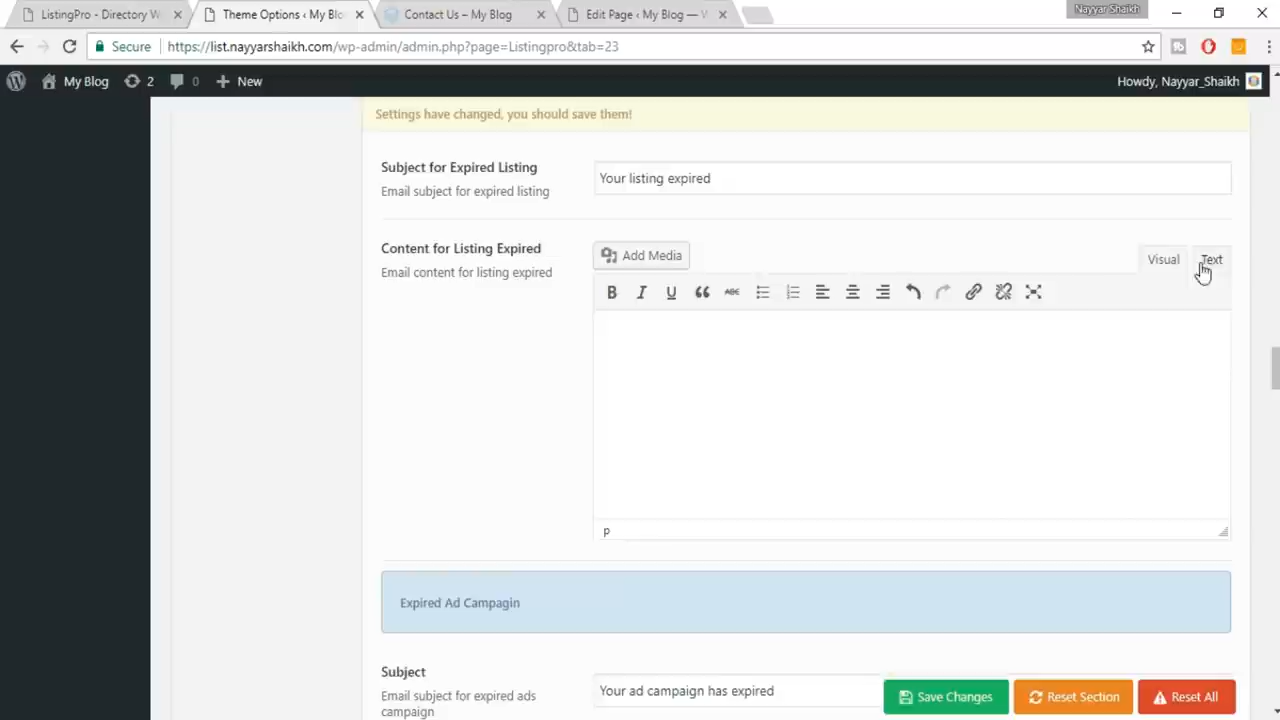 ListingPro - Directory W
Theme Options ‹ My Blo
Contact Us – My Blog
Edit Page ‹ My Blog —
Nayyar Shaikh
Secure
https://list.nayyarshaikh.com/wp-admin/admin.php?page=Listingpro&tab=23
My Blog
2
0
New
Howdy, Nayyar_Shaikh
Settings have changed, you should save them!
Subject for Expired Listing
Email subject for expired listing
Your listing expired
Content for Listing Expired
Email content for listing expired
Add Media
Visual
Text
B I U ABC
p
Expired Ad Campagin
Subject
Email subject for expired ads
campaign
Your ad campaign has expired
Save Changes
Reset Section
Reset All